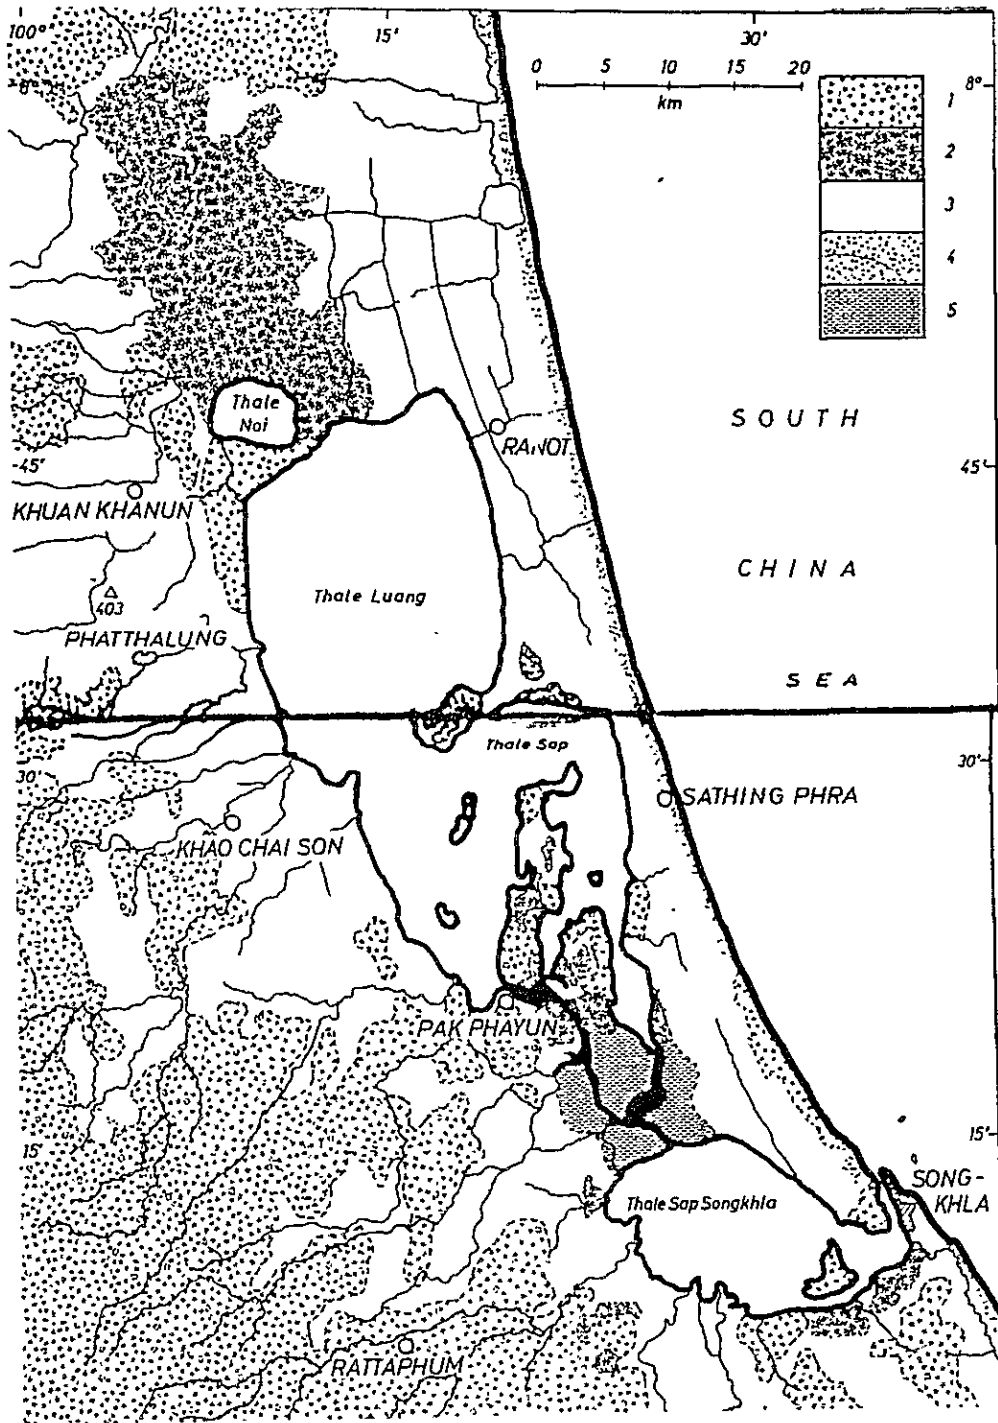 100°
15'
30'
0 5 10 15 20
km
8°
8°
1
2
3
4
5
Thale
Noi
SOUTH
RANOT
45'
45'
KHUAN KHANUN
CHINA
Thale Luang
403
PHATTHALUNG
SEA
Thale Sap
30'
30'
SATHING PHRA
KHAO CHAI SON
PAK PHAYUN
15'
15'
SONG-
KHLA
Thale Sap Songkhla
RATTAPHUM